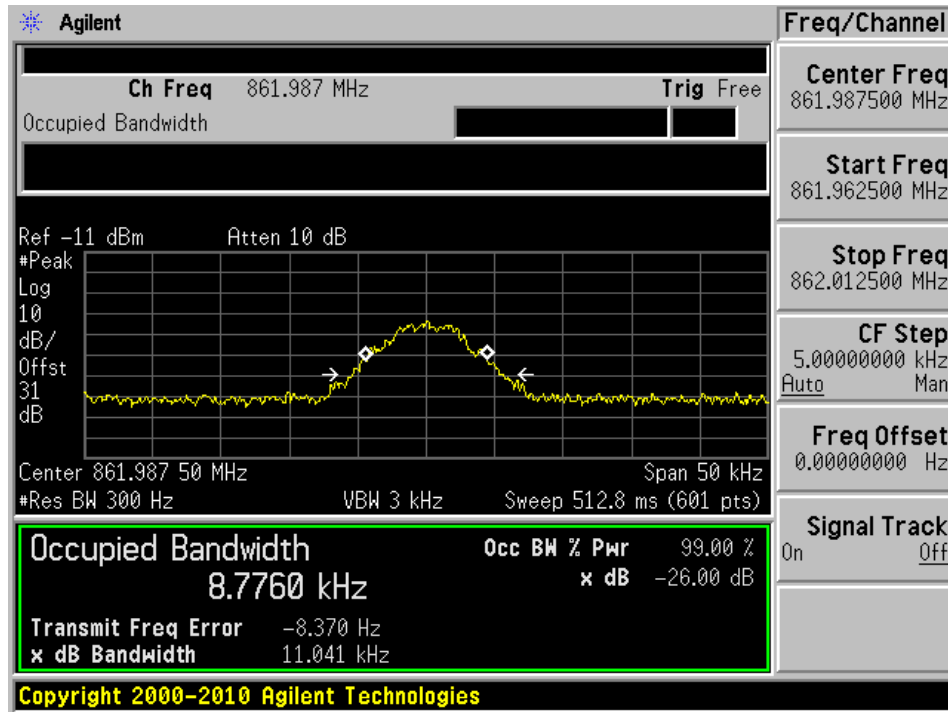 Agilent
Freq/Channel
Ch Freq 861.987 MHz Trig Free
Occupied Bandwidth
Center Freq
861.987500 MHz
Start Freq
861.962500 MHz
Stop Freq
862.012500 MHz
CF Step
5.00000000 kHz
Auto Man
Freq Offset
0.00000000 Hz
Signal Track
On Off
Ref -11 dBm Atten 10 dB
#Peak
Log
10
dB/
Offst
31
dB
Center 861.987 50 MHz Span 50 kHz
#Res BW 300 Hz VBW 3 kHz Sweep 512.8 ms (601 pts)
Occupied Bandwidth Occ BW % Pwr 99.00 %
8.7760 kHz x dB -26.00 dB
Transmit Freq Error -8.370 Hz
x dB Bandwidth 11.041 kHz
Copyright 2000-2010 Agilent Technologies